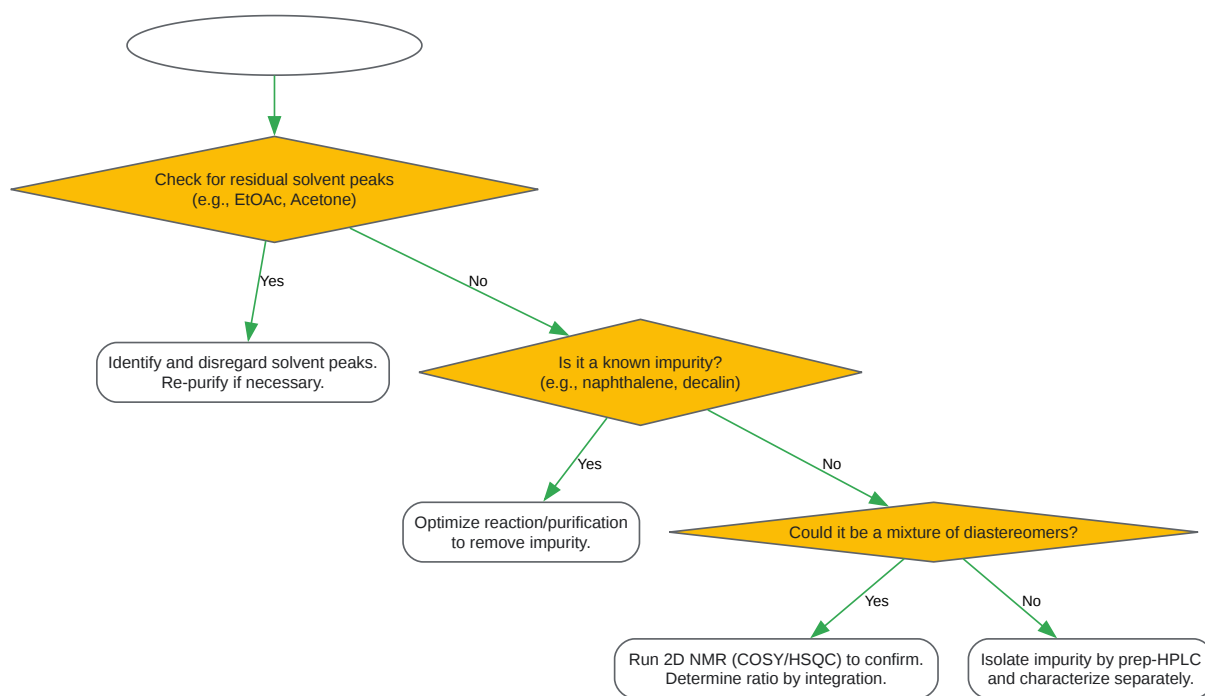 Check for residual solvent peaks
(e.g., EtOAc, Acetone)
Yes
No
Identify and disregard solvent peaks.
Re-purify if necessary.
Is it a known impurity?
(e.g., naphthalene, decalin)
Yes
No
Optimize reaction/purification
to remove impurity.
Could it be a mixture of diastereomers?
Yes
No
Run 2D NMR (COSY/HSQC) to confirm.
Determine ratio by integration.
Isolate impurity by prep-HPLC
and characterize separately.